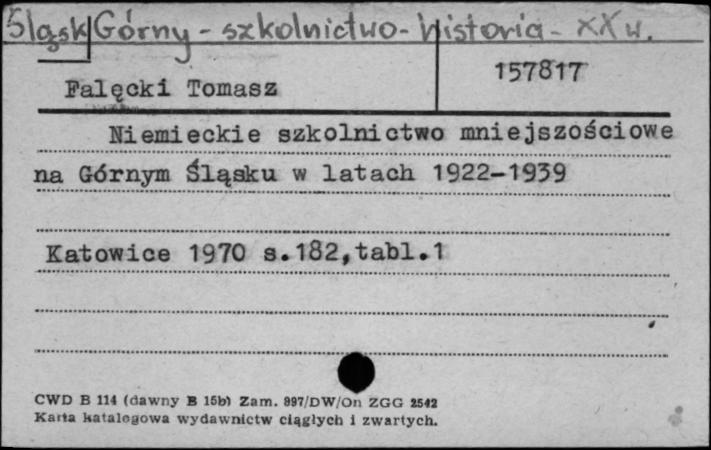 Śląsk Górny - szkolnictwo - historia - XX w.
157817
Falęcki Tomasz
Niemieckie szkolnictwo mniejszościowe
na Górnym Śląsku w latach 1922-1939
Katowice 1970 s.182,tabl.1
CWD B 114 (dawny B 15b) Zam. 897/DW/On ZGG 2542
Karta katalogowa wydawnictw ciągłych i zwartych.